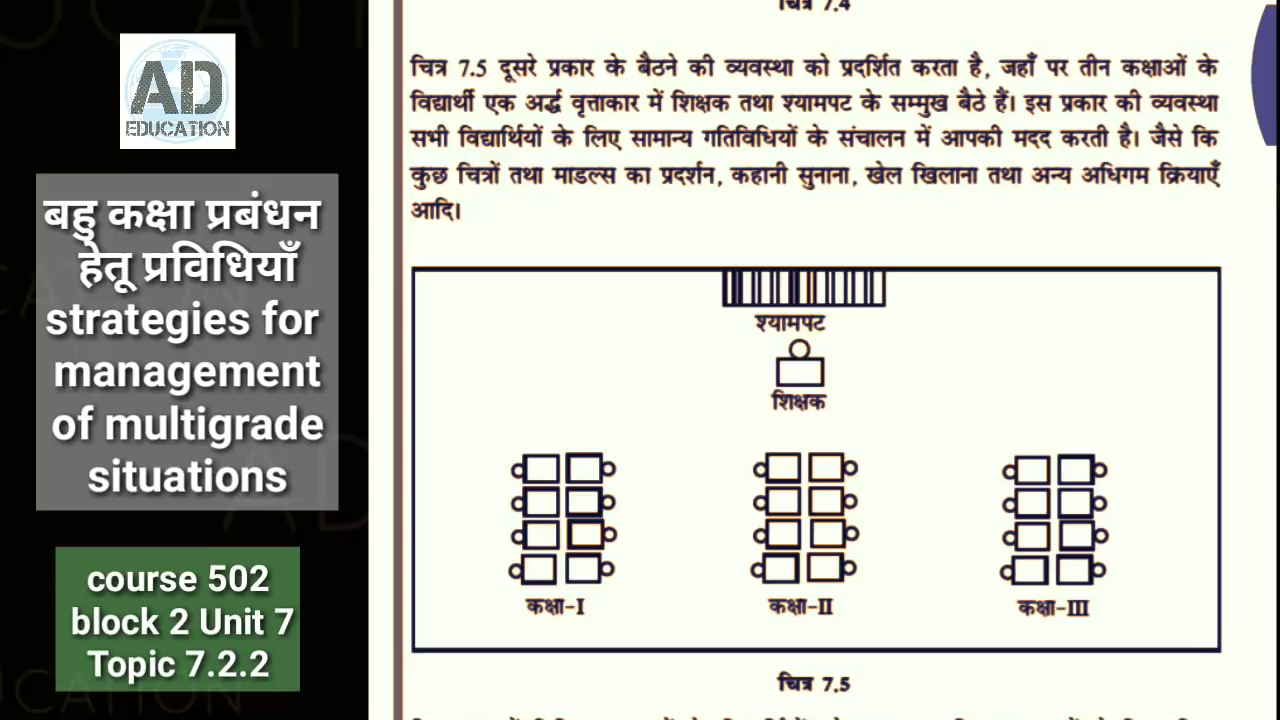 AD
EDUCATION
बहु कक्षा प्रबंधन
हेतू प्रविधियाँ
strategies for
management
of multigrade
situations
course 502
block 2 Unit 7
Topic 7.2.2
चित्र 7.4
चित्र 7.5 दूसरे प्रकार के बैठने की व्यवस्था को प्रदर्शित करता है, जहाँ पर तीन कक्षाओं के
विद्यार्थी एक अर्द्ध वृत्ताकार में शिक्षक तथा श्यामपट के सम्मुख बैठे हैं। इस प्रकार की व्यवस्था
सभी विद्यार्थियों के लिए सामान्य गतिविधियों के संचालन में आपकी मदद करती है। जैसे कि
कुछ चित्रों तथा माडल्स का प्रदर्शन, कहानी सुनाना, खेल खिलाना तथा अन्य अधिगम क्रियाएँ
आदि।
श्यामपट
शिक्षक
कक्षा-I
कक्षा-II
कक्षा-III
चित्र 7.5